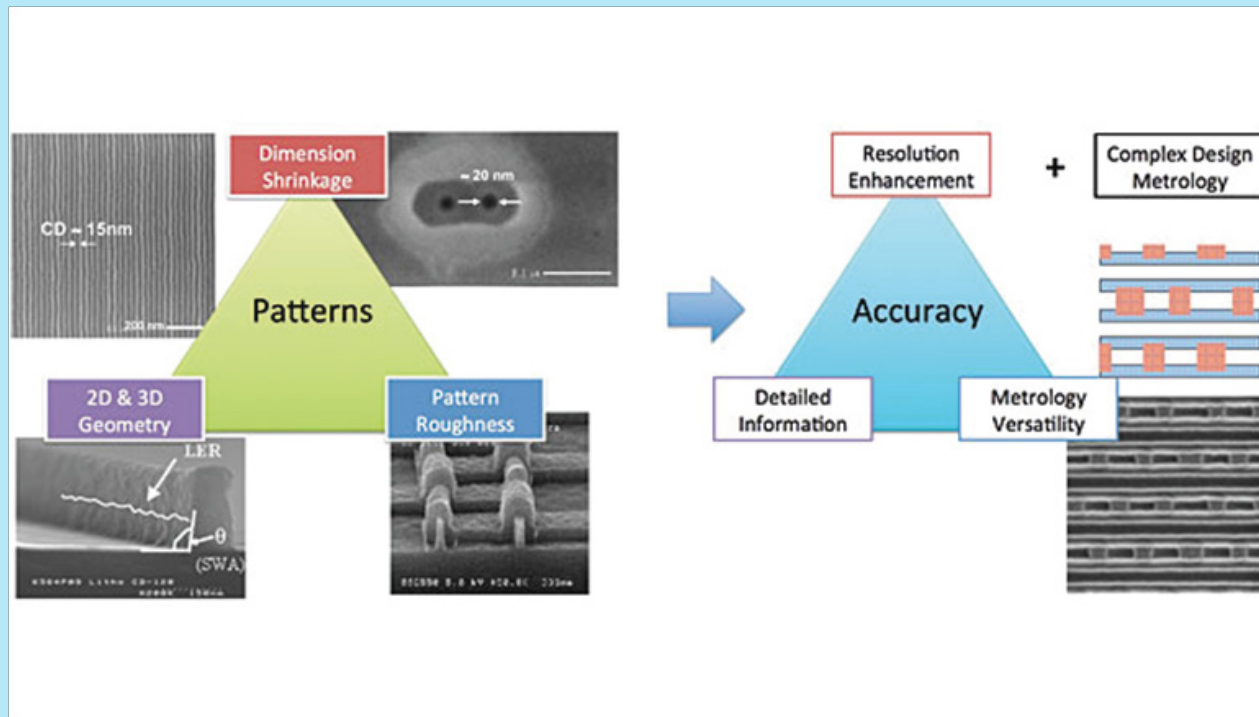 Dimension
Shrinkage
~ 20 nm
CD ~ 15nm
200 nm
Patterns
2D & 3D
Geometry
Pattern
Roughness
LER
θ
(SWA)
Resolution
Enhancement
+
Complex Design
Metrology
Accuracy
Detailed
Information
Metrology
Versatility